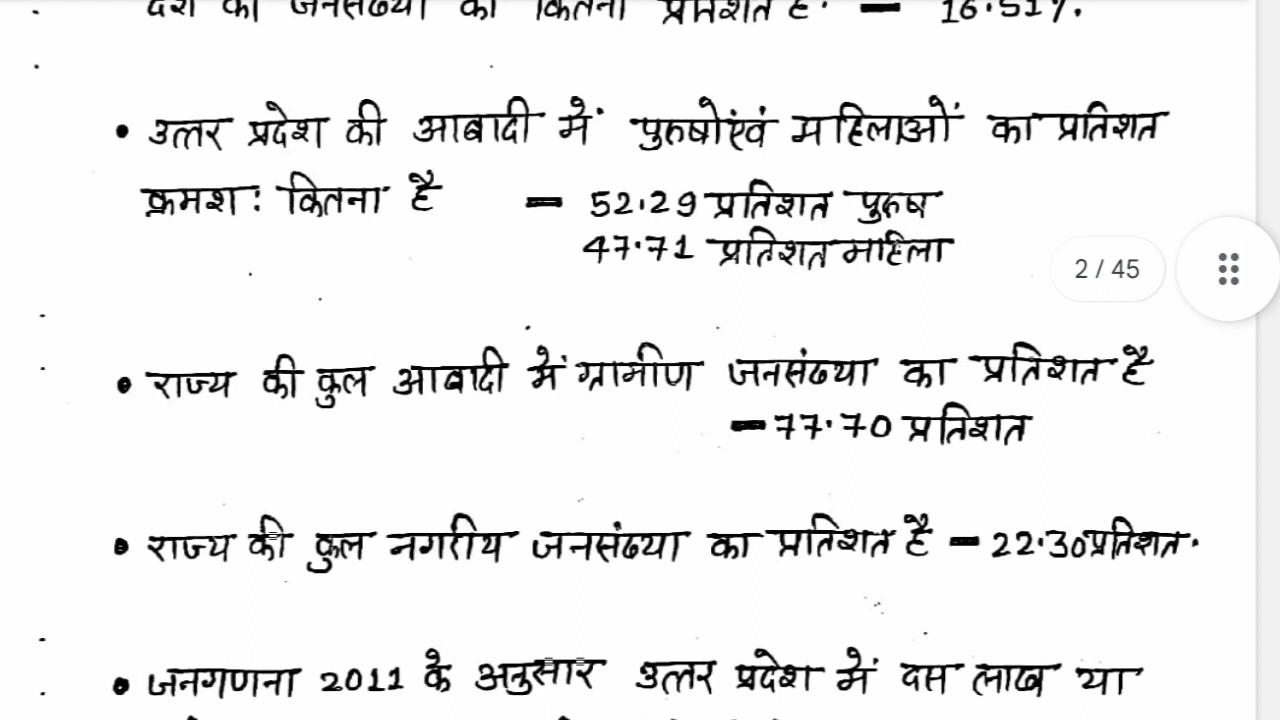 देश की जनसंख्या का कितना प्रतिशत है. - 16.51%.
• उत्तर प्रदेश की आबादी में पुरुषों एवं महिलाओं का प्रतिशत
क्रमश: कितना है - 52.29 प्रतिशत पुरुष
47.71 प्रतिशत महिला
2 / 45
• राज्य की कुल आबादी में ग्रामीण जनसंख्या का प्रतिशत है
- 77.70 प्रतिशत
• राज्य की कुल नगरीय जनसंख्या का प्रतिशत है - 22.30 प्रतिशत.
• जनगणना 2011 के अनुसार उत्तर प्रदेश में दस लाख या